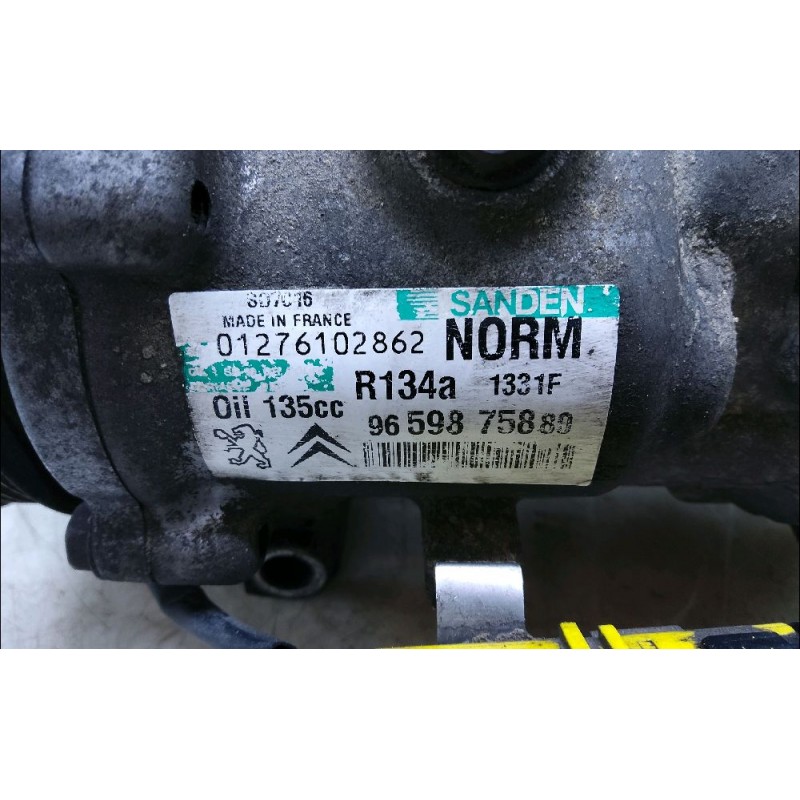 SD7C16
SANDEN
MADE IN FRANCE
01276102862 NORM
R134a 1331F
Oil 135cc
96 598 758 80